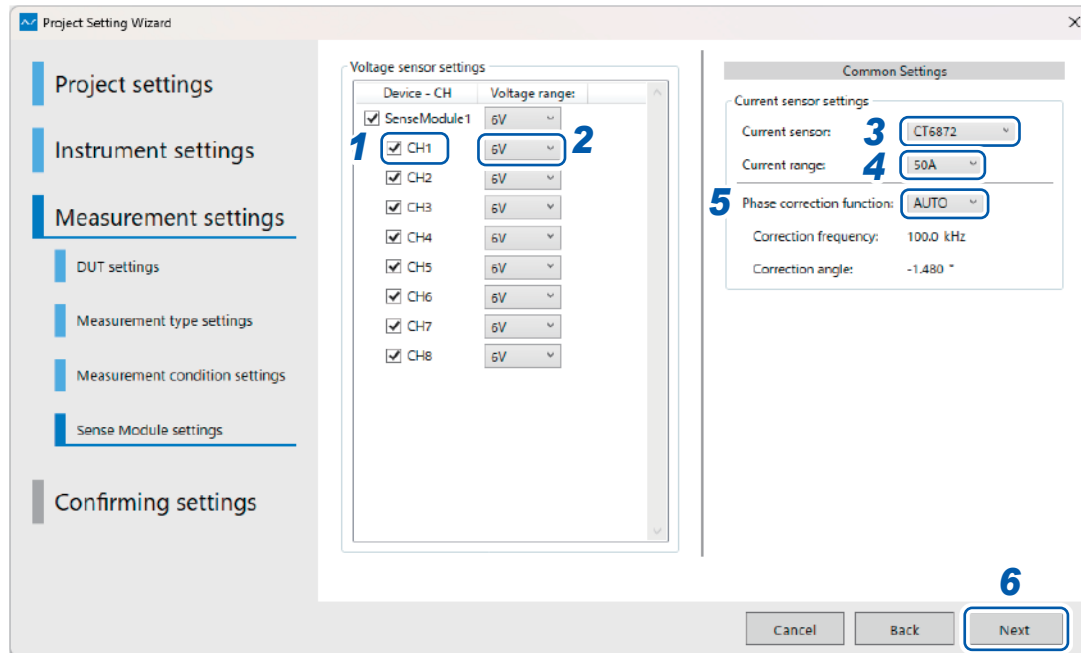 Project Setting Wizard
Project settings
Instrument settings
Measurement settings
DUT settings
Measurement type settings
Measurement condition settings
Sense Module settings
Confirming settings
Voltage sensor settings
Device - CH Voltage range:
SenseModule1 6V
1 CH1 6V 2
CH2 6V
CH3 6V
CH4 6V
CH5 6V
CH6 6V
CH7 6V
CH8 6V
Common Settings
Current sensor settings
Current sensor: 3 CT6872
Current range: 4 50A
5 Phase correction function: AUTO
Correction frequency: 100.0 kHz
Correction angle: -1.480 °
6
Cancel Back Next